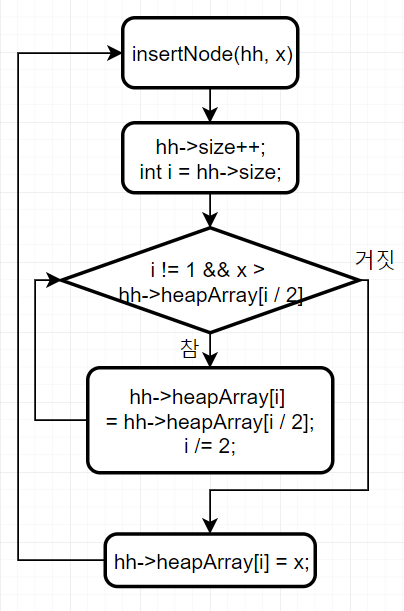 insertNode(hh, x)
hh->size++;
int i = hh->size;
i != 1 && x >
hh->heapArray[i / 2]
거짓
참
hh->heapArray[i]
= hh->heapArray[i / 2];
i /= 2;
hh->heapArray[i] = x;